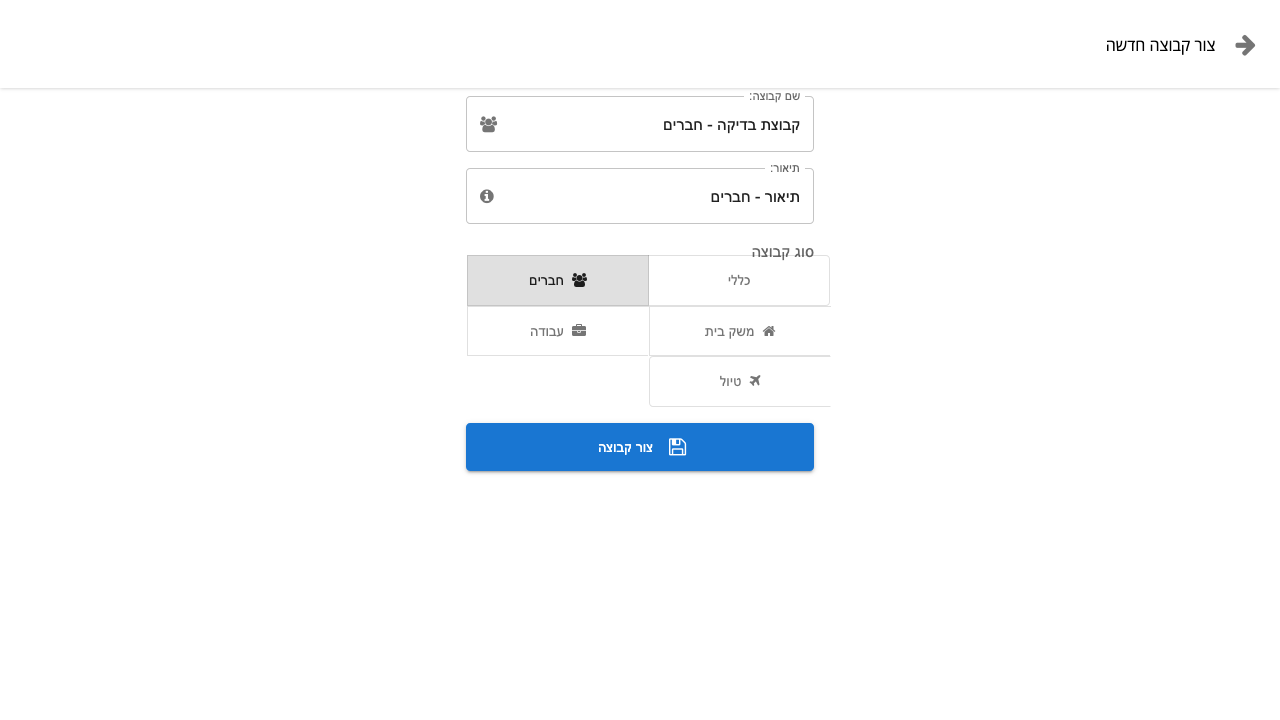 צור קבוצה חדשה
שם קבוצה:
קבוצת בדיקה - חברים
תיאור:
תיאור - חברים
סוג קבוצה
כללי
חברים
משק בית
עבודה
טיול
צור קבוצה